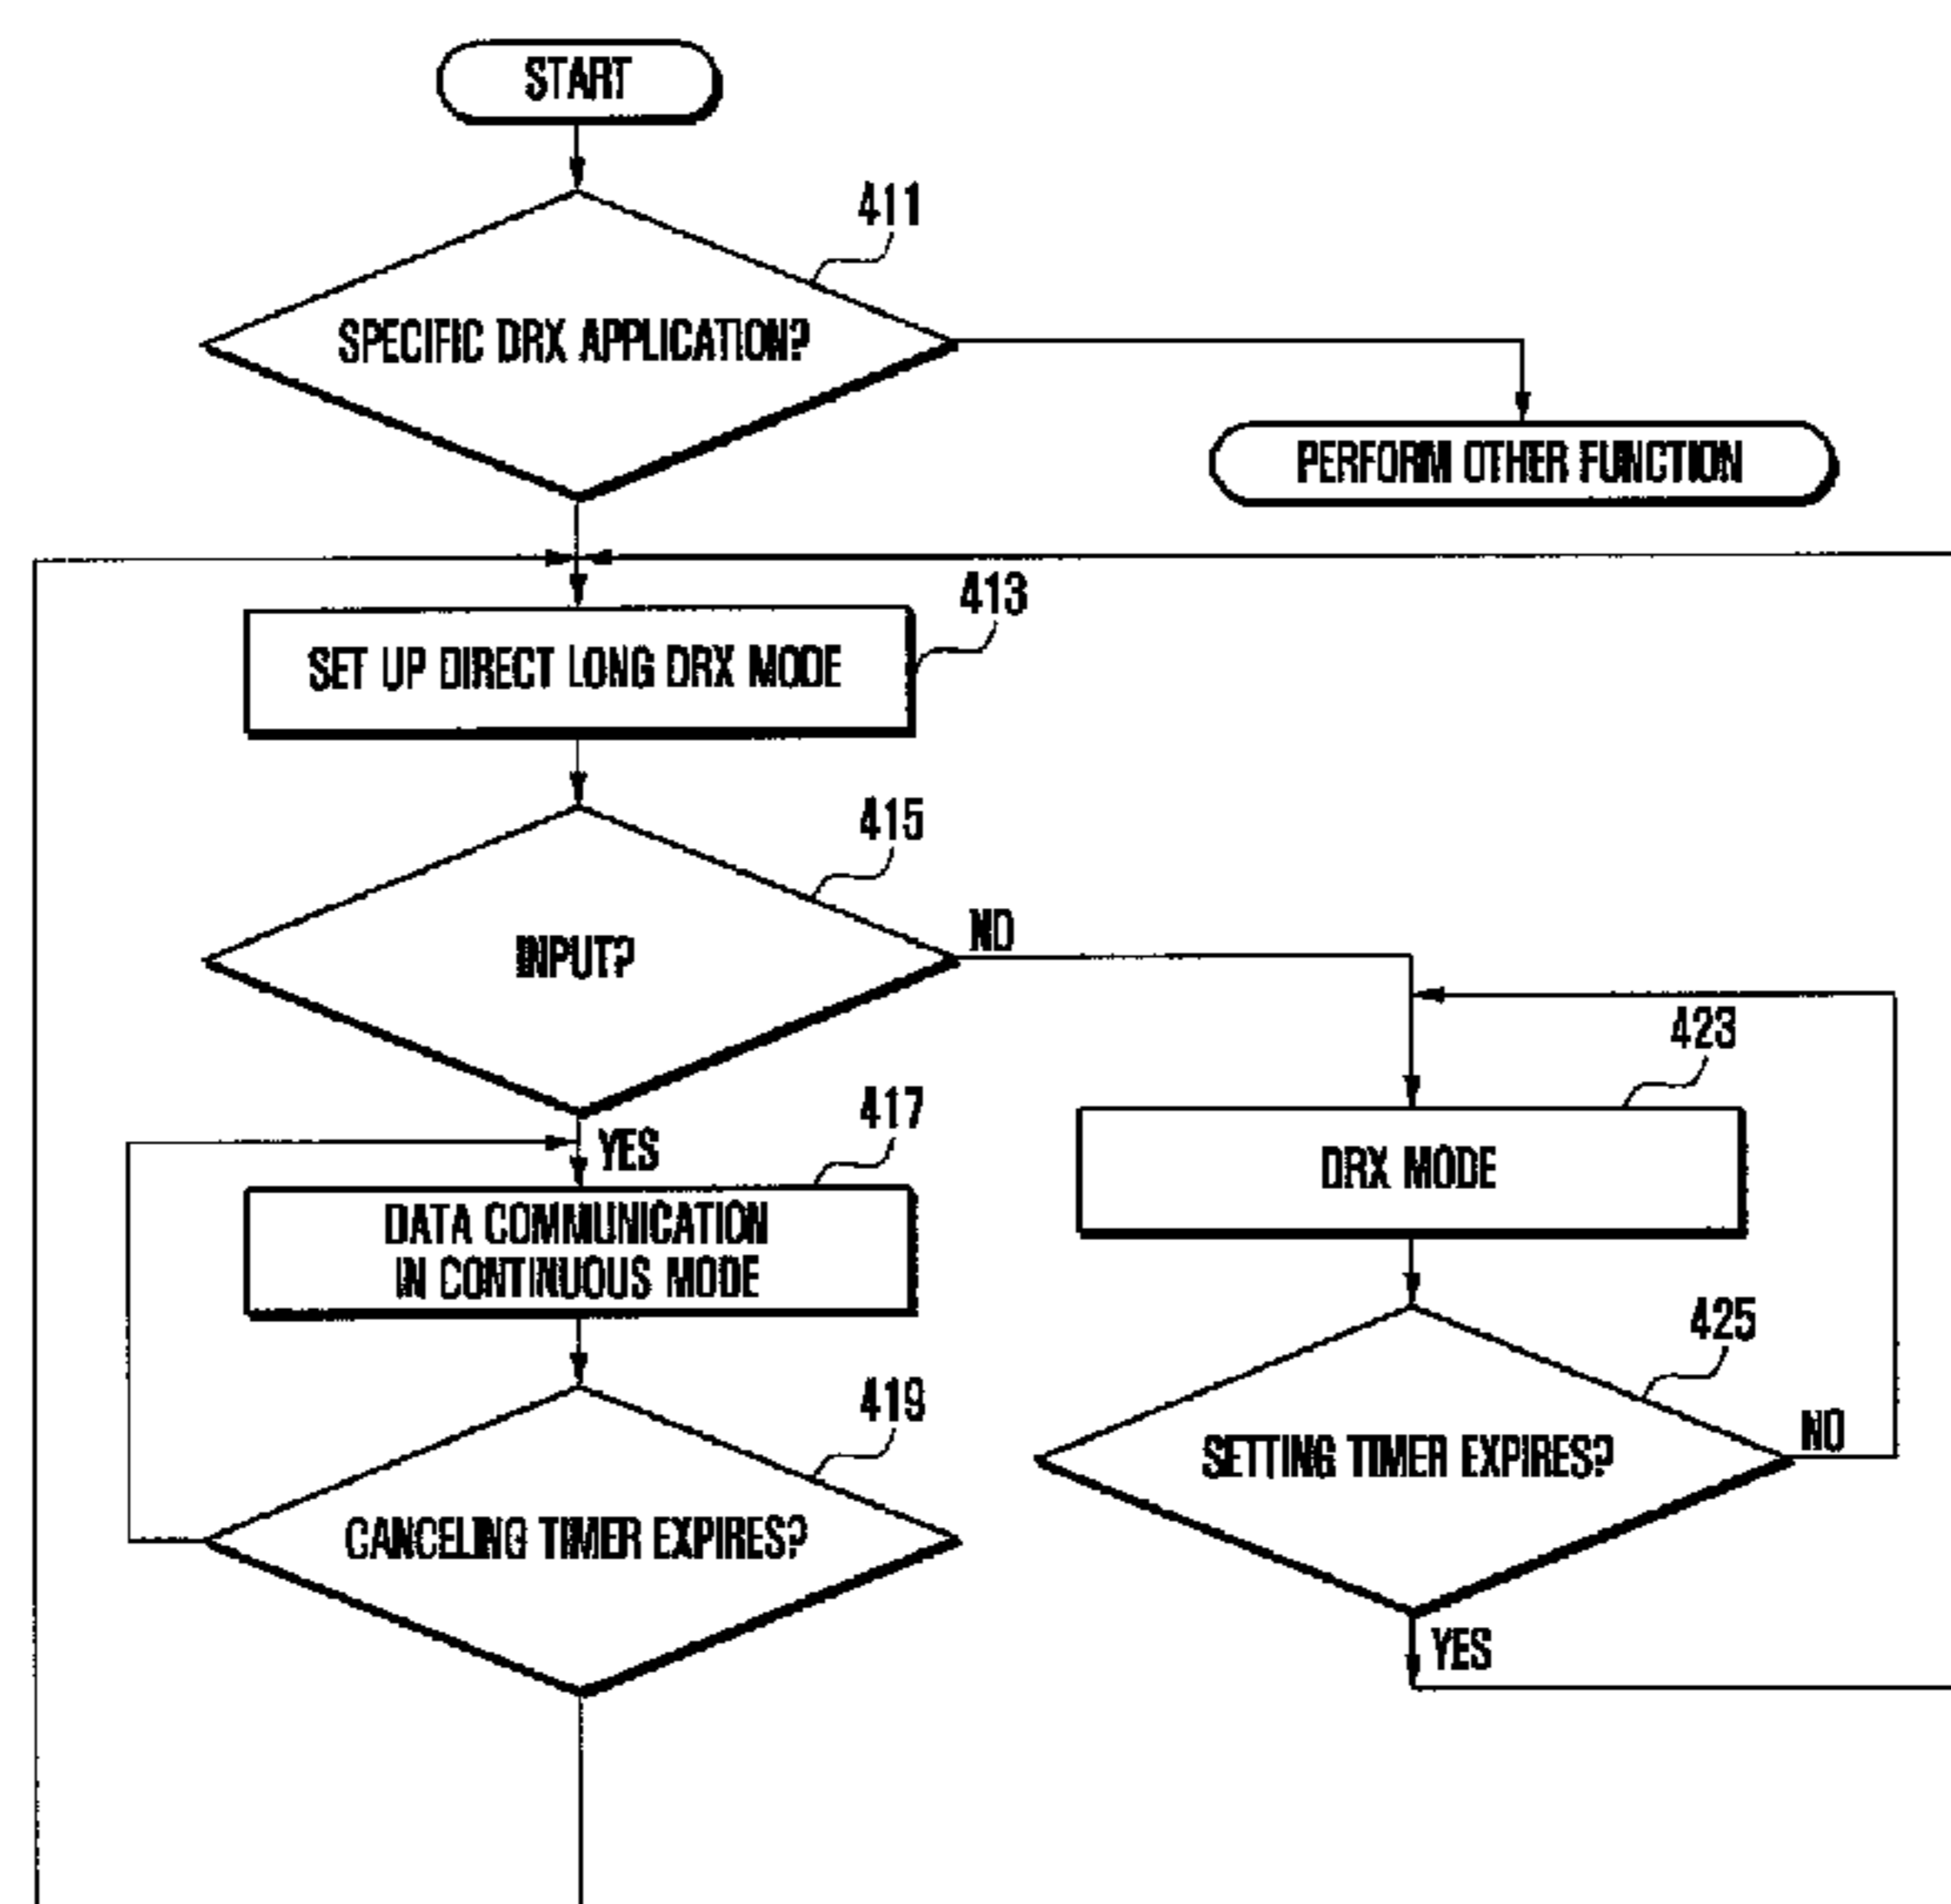 START
411
SPECIFIC DRX APPLICATION?
PERFORM OTHER FUNCTION
413
SET UP DIRECT LONG DRX MODE
415
INPUT?
NO
423
DRX MODE
YES
417
DATA COMMUNICATION
IN CONTINUOUS MODE
425
SETTING TIMER EXPIRES?
NO
419
CANCELING TIMER EXPIRES?
YES